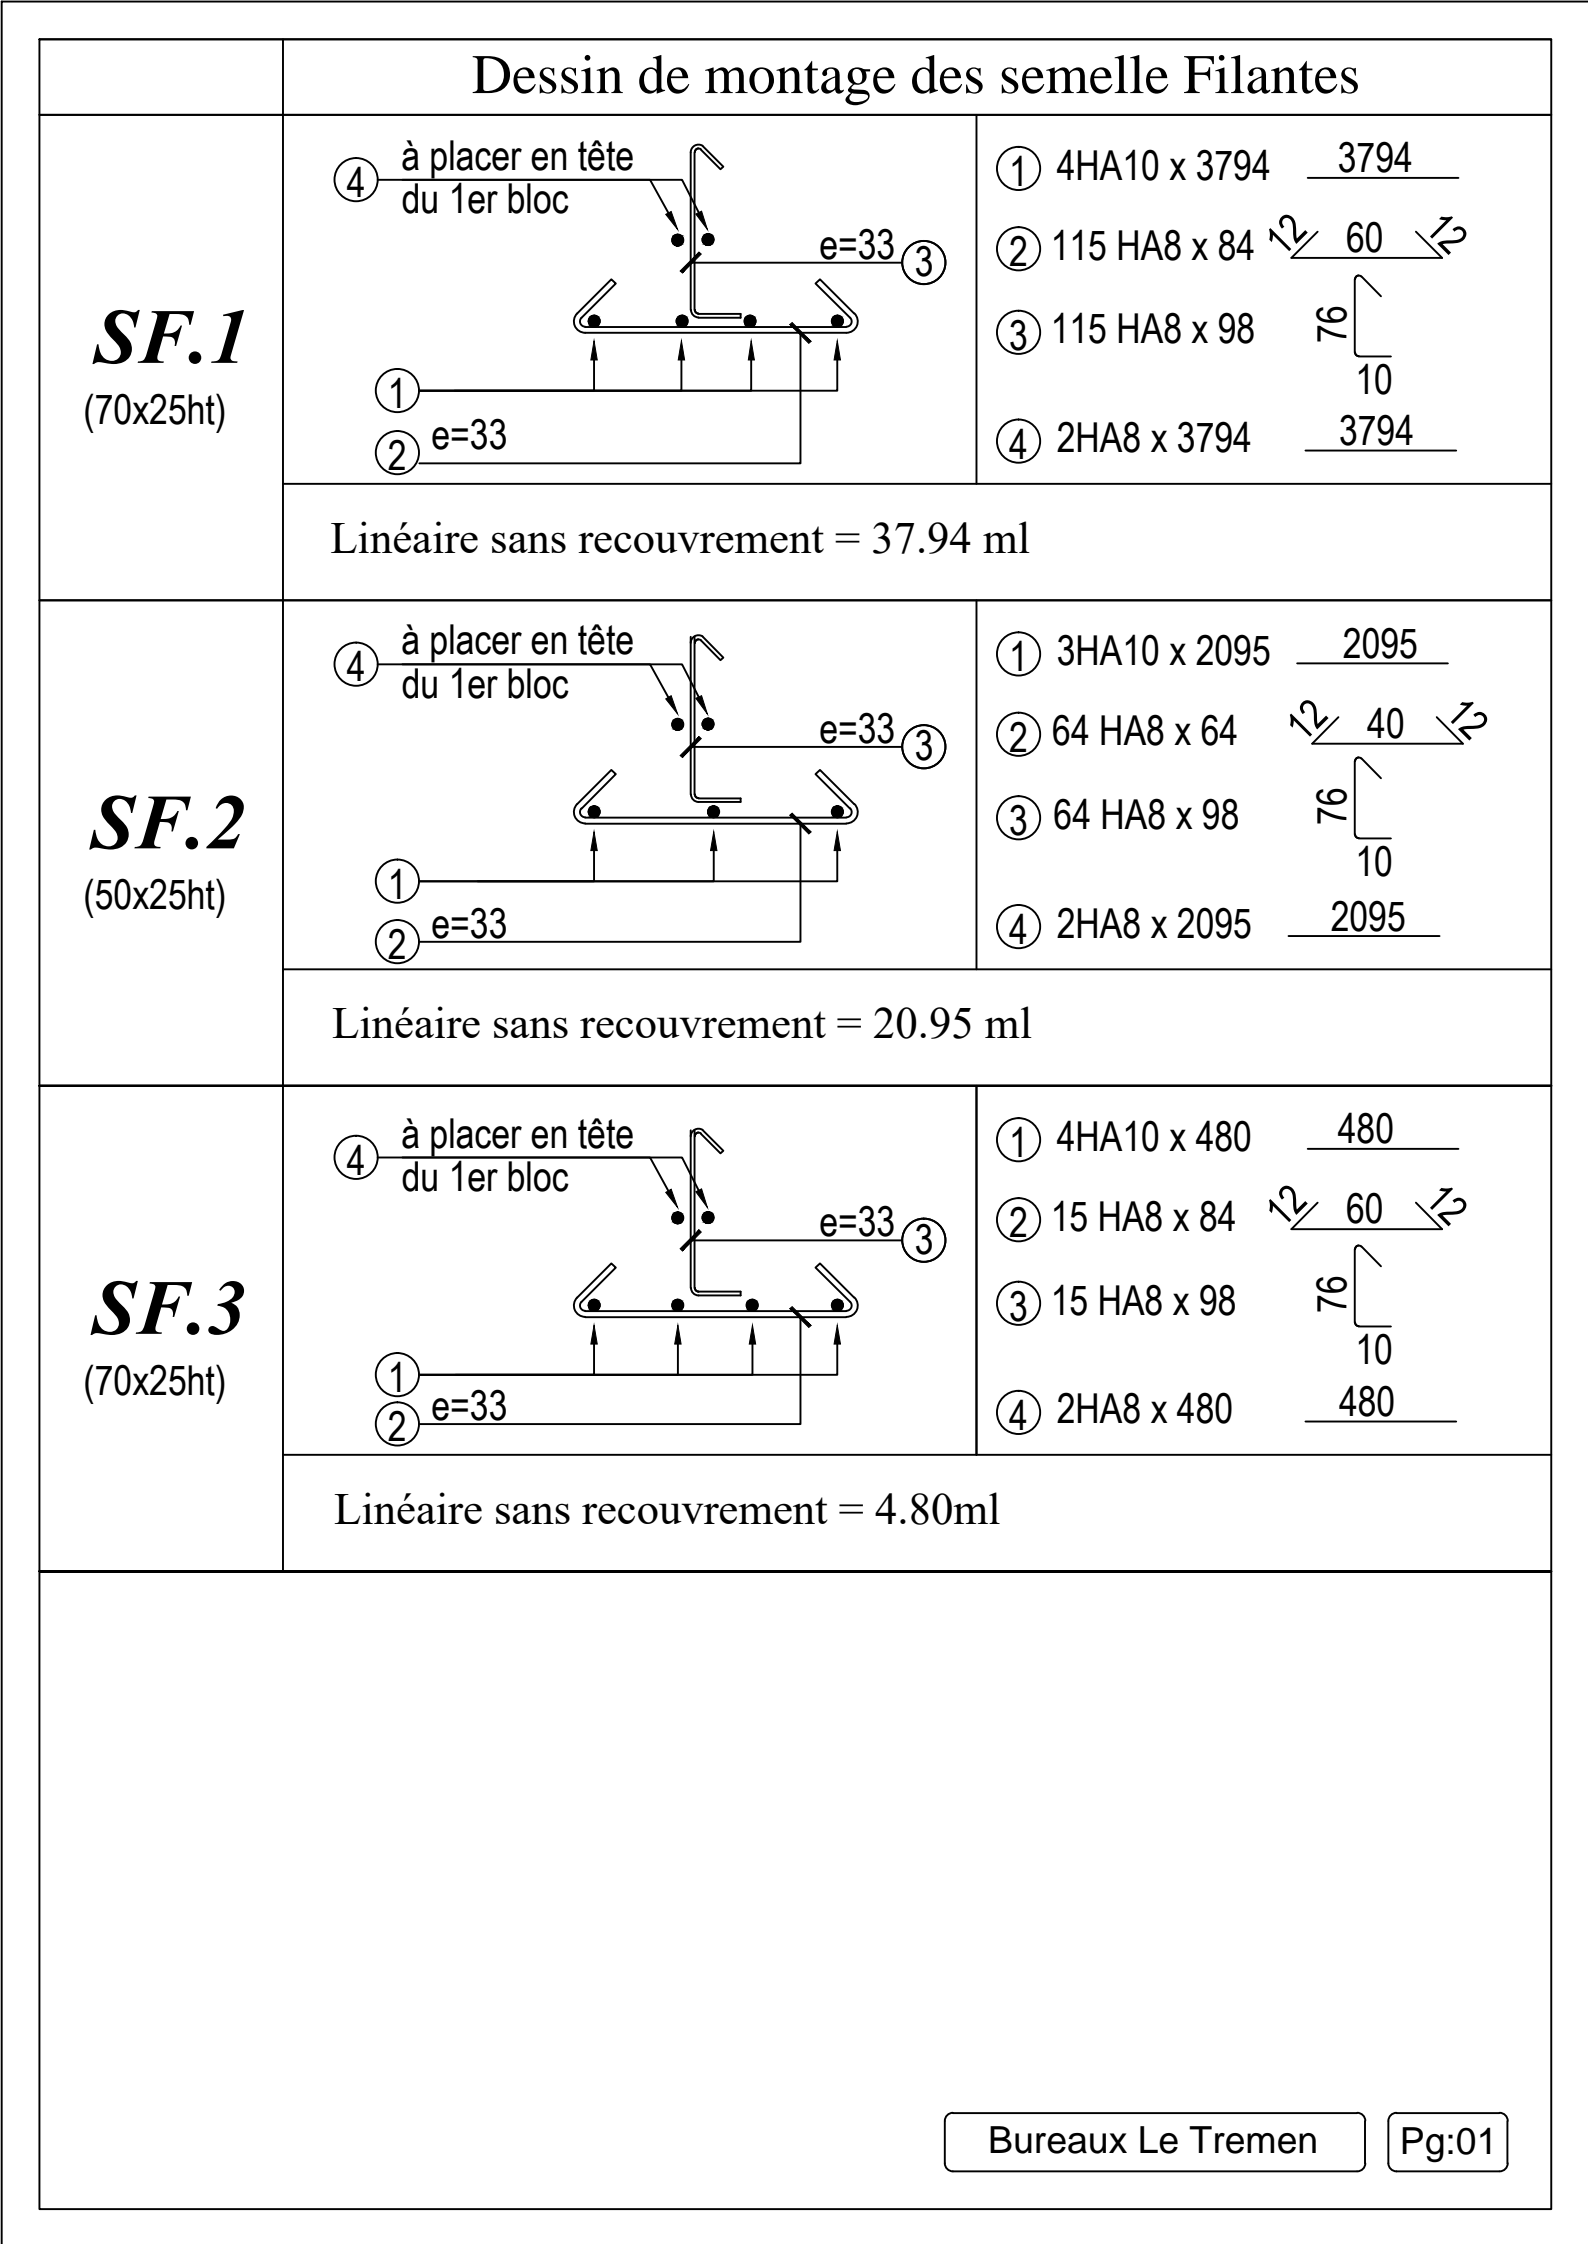 Dessin de montage des semelle Filantes
SF.1
(70x25ht)
4
à placer en tête
du 1er bloc
e=33
3
1
2
e=33
1 4HA10 x 3794 3794
2 115 HA8 x 84 12 60 12
3 115 HA8 x 98 76
10
4 2HA8 x 3794 3794
Linéaire sans recouvrement = 37.94 ml
SF.2
(50x25ht)
4
à placer en tête
du 1er bloc
e=33
3
1
2
e=33
1 3HA10 x 2095 2095
2 64 HA8 x 64 12 40 12
3 64 HA8 x 98 76
10
4 2HA8 x 2095 2095
Linéaire sans recouvrement = 20.95 ml
SF.3
(70x25ht)
4
à placer en tête
du 1er bloc
e=33
3
1
2
e=33
1 4HA10 x 480 480
2 15 HA8 x 84 12 60 12
3 15 HA8 x 98 76
10
4 2HA8 x 480 480
Linéaire sans recouvrement = 4.80ml
Bureaux Le Tremen
Pg:01